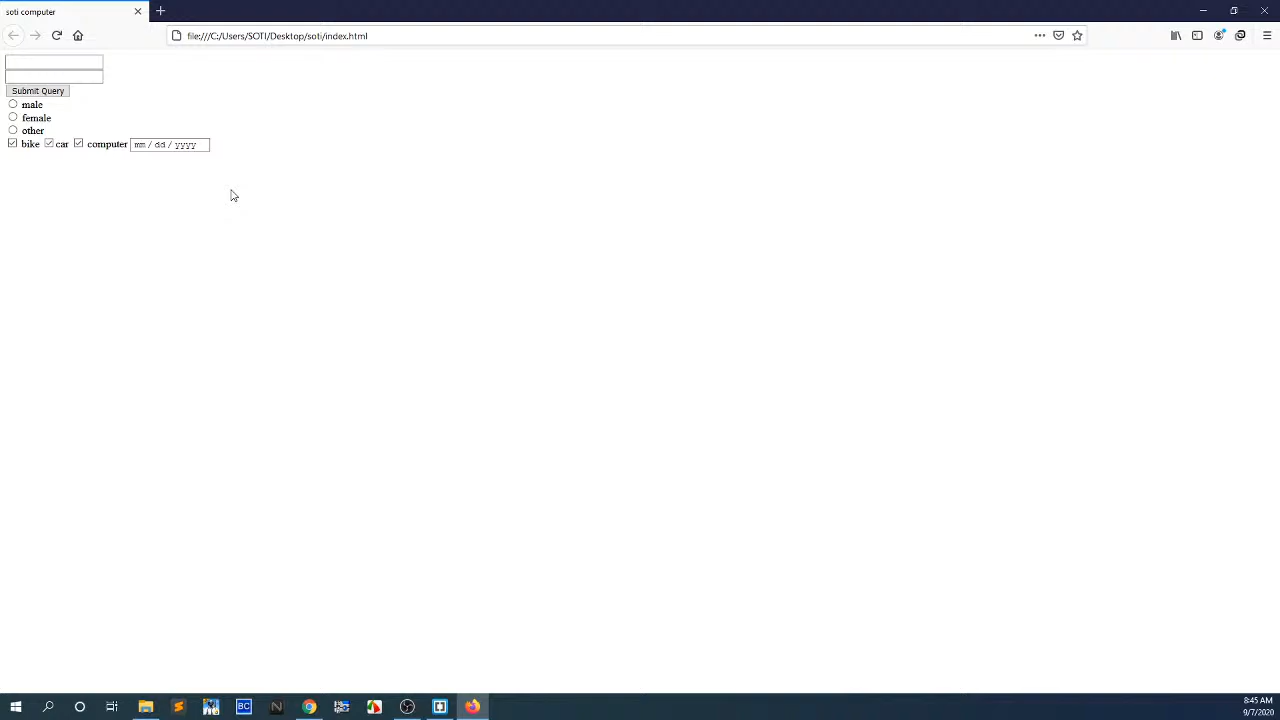 soti computer
file:///C:/Users/SOTI/Desktop/soti/index.html
Submit Query
male
female
other
bike car computer mm / dd / yyyy
BC N
8:45 AM
9/7/2020